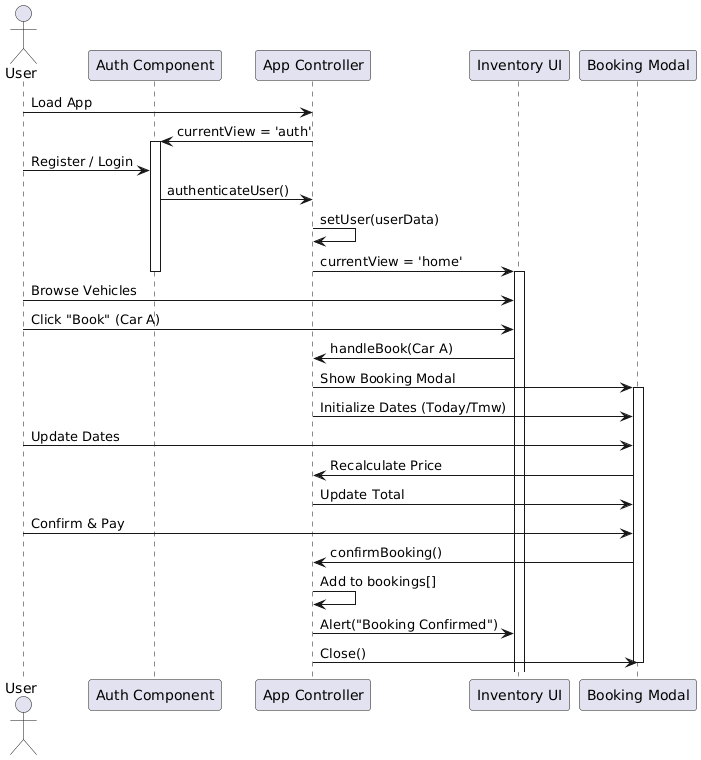 User
Auth Component
App Controller
Inventory UI
Booking Modal
Load App
currentView = 'auth'
Register / Login
authenticateUser()
setUser(userData)
currentView = 'home'
Browse Vehicles
Click "Book" (Car A)
handleBook(Car A)
Show Booking Modal
Initialize Dates (Today/Tmw)
Update Dates
Recalculate Price
Update Total
Confirm & Pay
confirmBooking()
Add to bookings[]
Alert("Booking Confirmed")
Close()
User
Auth Component
App Controller
Inventory UI
Booking Modal